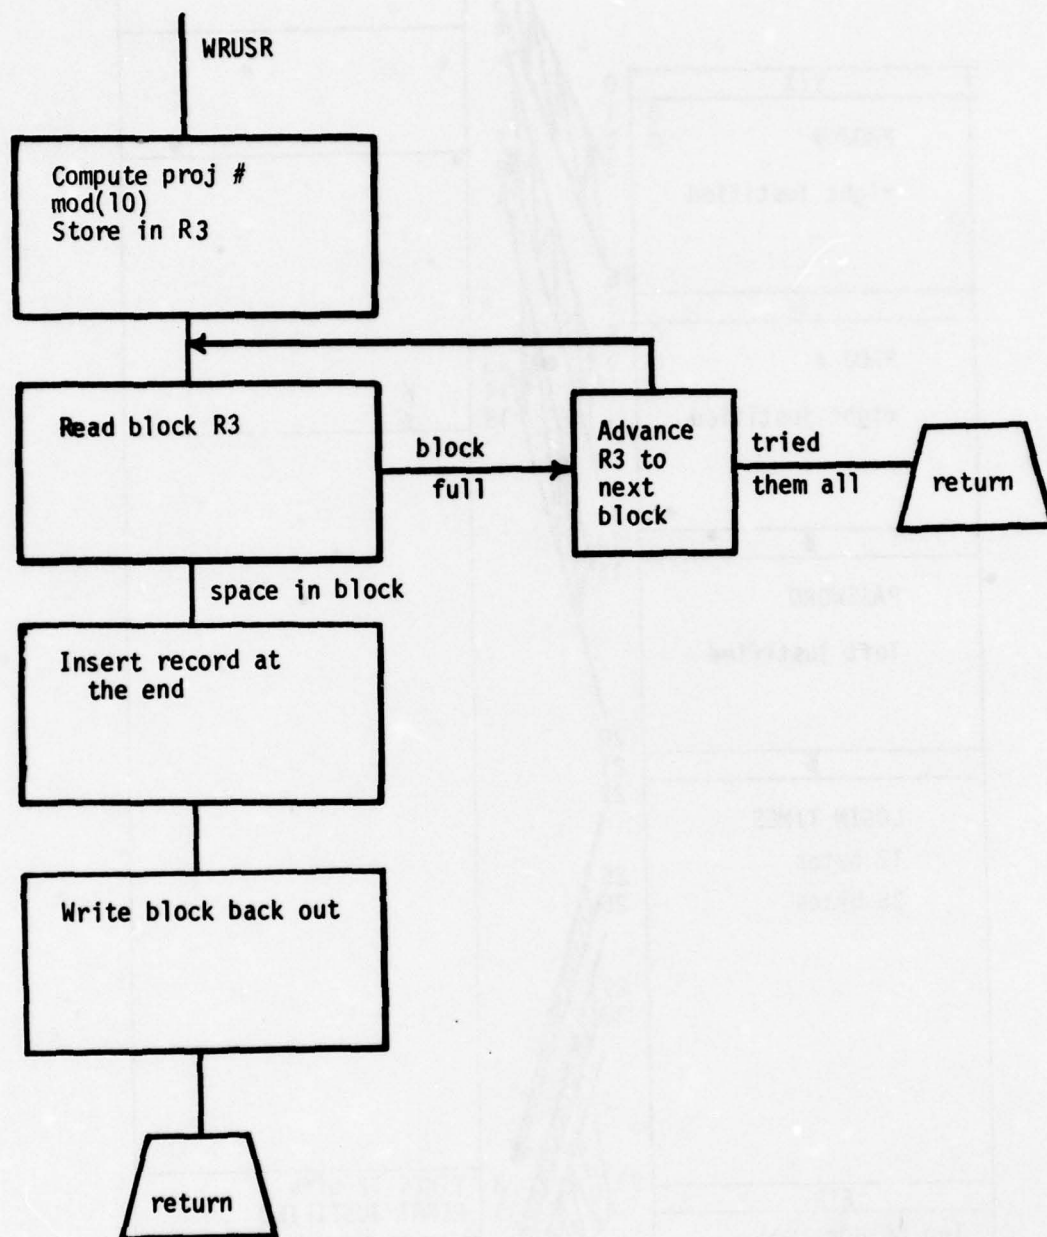 WRUSR
Compute proj #
mod(10)
Store in R3
Read block R3
block
full
Advance
R3 to
next
block
tried
them all
return
space in block
Insert record at
the end
Write block back out
return